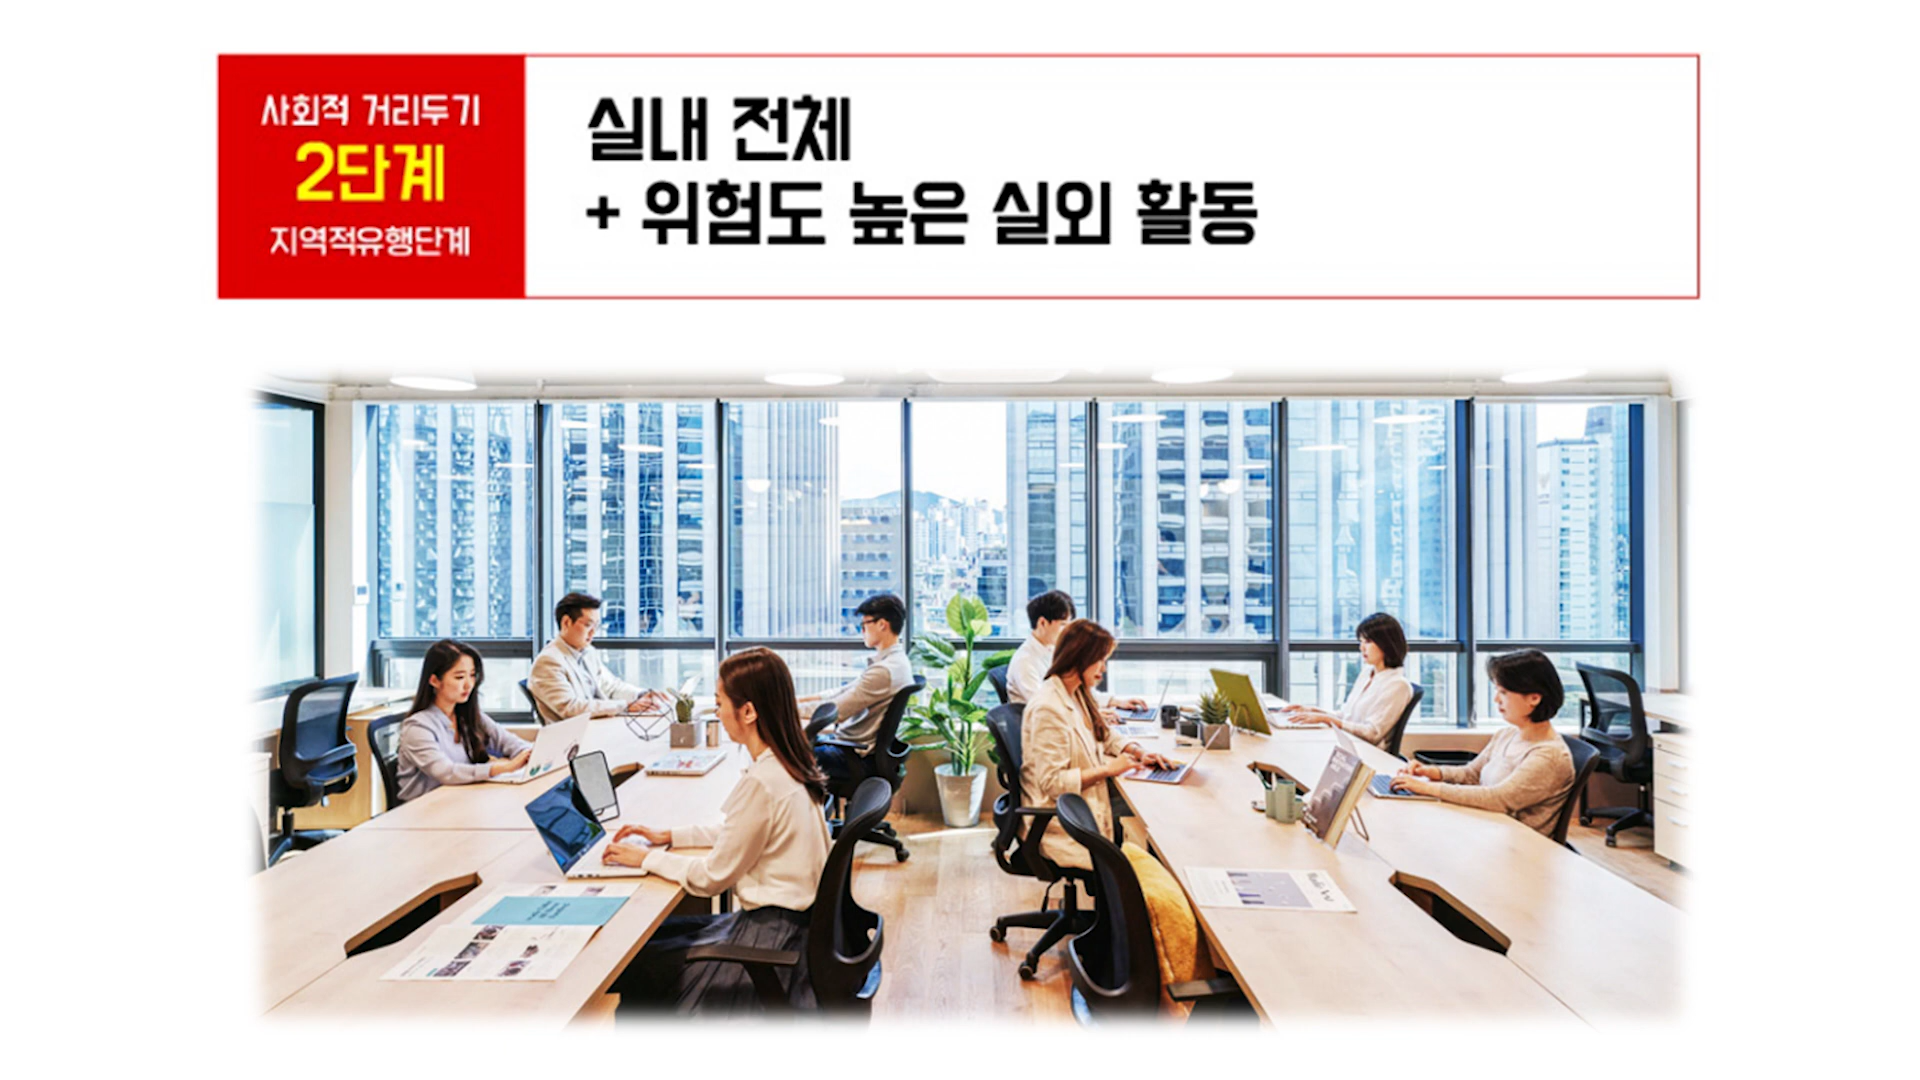 사회적 거리두기
2단계
지역적유행단계
실내 전체
+ 위험도 높은 실외 활동